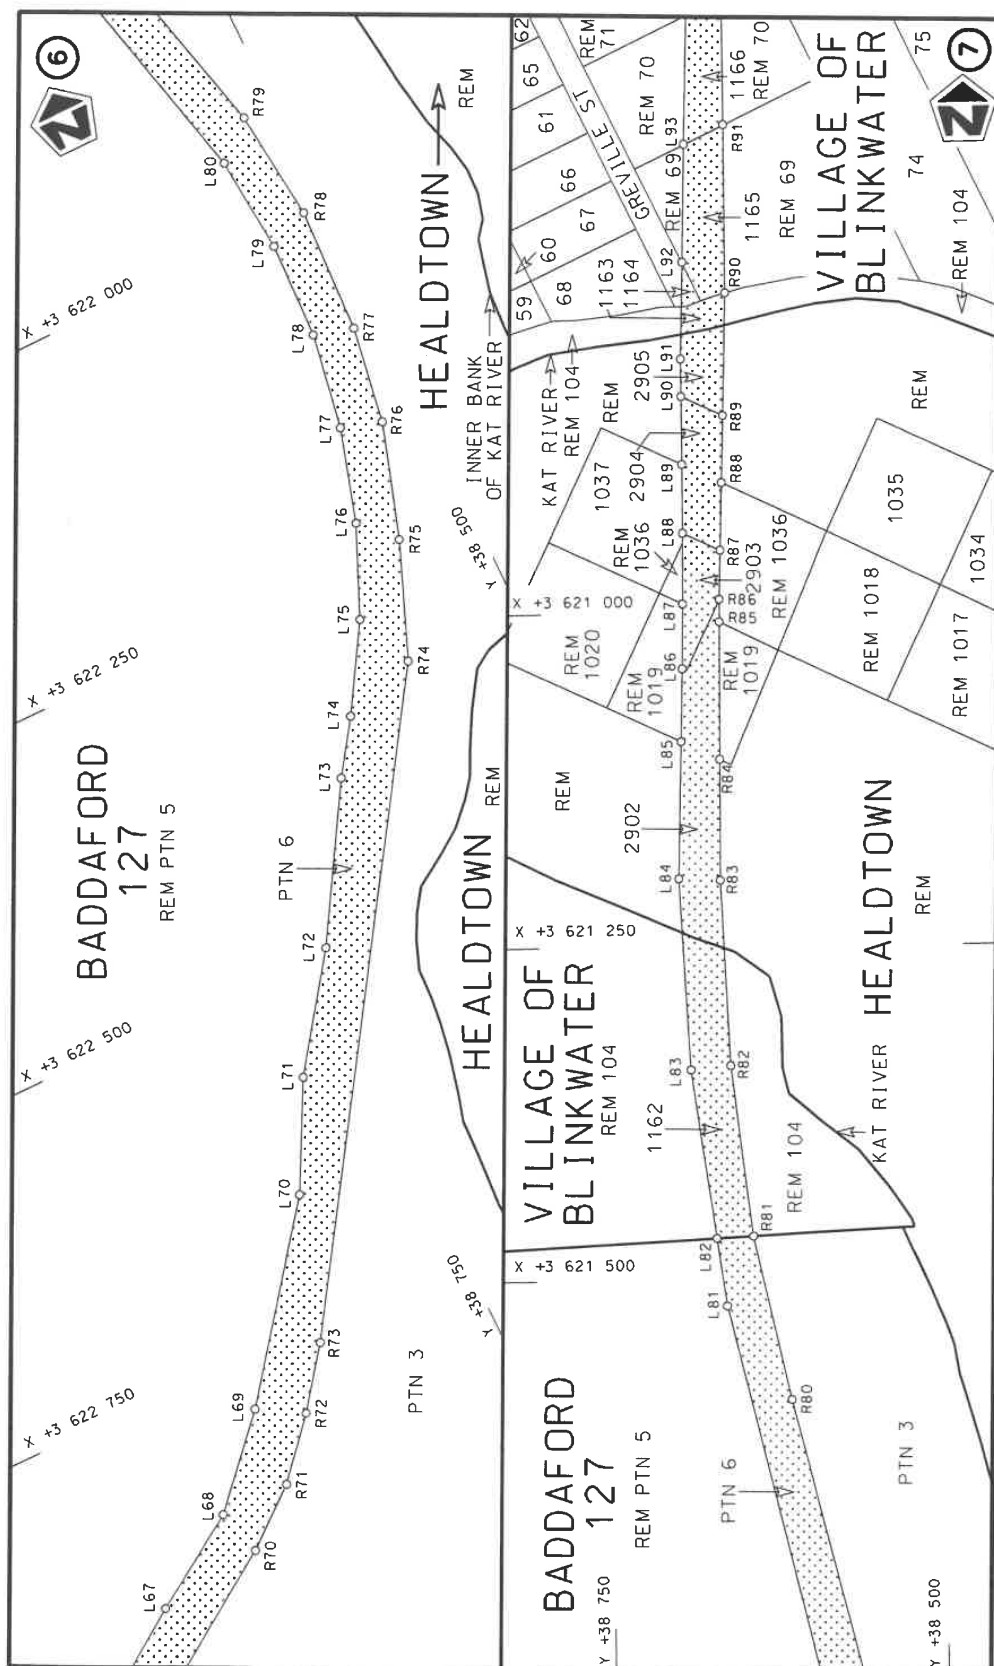 6
N
BADDAFORD
127
REM PTN 5
PTN 6
PTN 3
HEALDTOWN
REM
HEALDTOWN
REM
INNER BANK
OF KAT RIVER
X +3 622 000
X +3 622 250
X +3 622 500
X +3 622 750
Y +38 500
Y +38 750
L67
L68
L69
L70
L71
L72
L73
L74
L75
L76
L77
L78
L79
L80
R70
R71
R72
R73
R74
R75
R76
R77
R78
R79
7
N
BADDAFORD
127
REM PTN 5
PTN 6
PTN 3
Y +38 750
Y +38 500
X +3 621 500
X +3 621 250
X +3 621 000
VILLAGE OF
BLINKWATER
REM 104
1162
REM 104
KAT RIVER
HEALDTOWN
REM
2902
REM
REM
1019
REM
1020
REM
1019
REM
1036
REM 1036
2903
1037
2904
2905
REM
REM 1018
REM 1017
1035
1034
REM
KAT RIVER
REM 104
1163
1164
59
60
68
67
66
61
65
62
GREVILLE ST
REM 69
REM 70
REM
71
1165
REM 69
1166
REM 70
VILLAGE OF
BLINKWATER
74
75
REM 104
L81
L82
L83
L84
L85
L86
L87
L88
L89
L90
L91
L92
L93
R80
R81
R82
R83
R84
R85
R86
R87
R88
R89
R90
R91